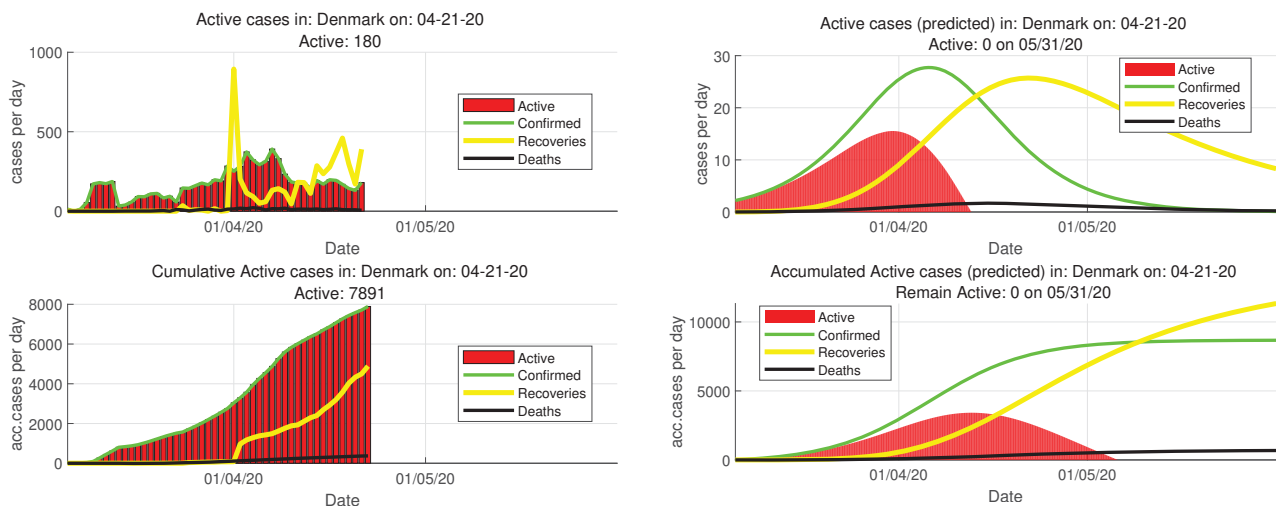 Active cases in: Denmark on: 04-21-20
Active: 180
1000
500
0
cases per day
Active
Confirmed
Recoveries
Deaths
01/04/20
01/05/20
Date
Active cases (predicted) in: Denmark on: 04-21-20
Active: 0 on 05/31/20
30
20
10
0
cases per day
Active
Confirmed
Recoveries
Deaths
01/04/20
01/05/20
Date
Cumulative Active cases in: Denmark on: 04-21-20
Active: 7891
8000
6000
4000
2000
0
acc.cases per day
Active
Confirmed
Recoveries
Deaths
01/04/20
01/05/20
Date
Accumulated Active cases (predicted) in: Denmark on: 04-21-20
Remain Active: 0 on 05/31/20
10000
5000
0
acc.cases per day
Active
Confirmed
Recoveries
Deaths
01/04/20
01/05/20
Date